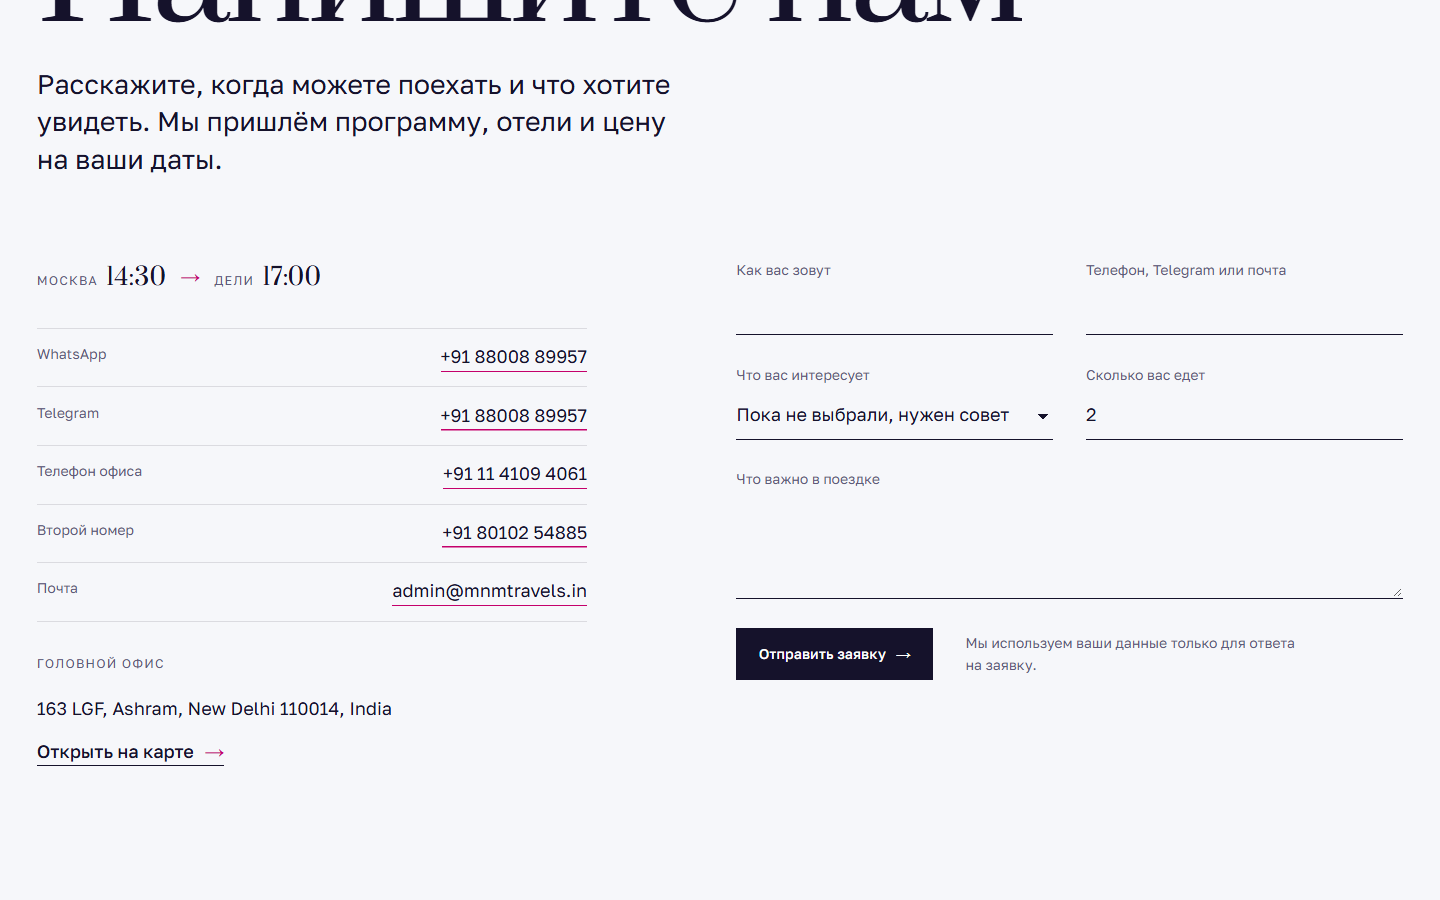 Напишите нам
Расскажите, когда можете поехать и что хотите
увидеть. Мы пришлём программу, отели и цену
на ваши даты.
МОСКВА 14:30 → ДЕЛИ 17:00
WhatsApp +91 88008 89957
Telegram +91 88008 89957
Телефон офиса +91 11 4109 4061
Второй номер +91 80102 54885
Почта admin@mnmtravels.in
ГОЛОВНОЙ ОФИС
163 LGF, Ashram, New Delhi 110014, India
Открыть на карте →
Как вас зовут
Телефон, Telegram или почта
Что вас интересует
Пока не выбрали, нужен совет
Сколько вас едет
2
Что важно в поездке
Отправить заявку →
Мы используем ваши данные только для ответа
на заявку.